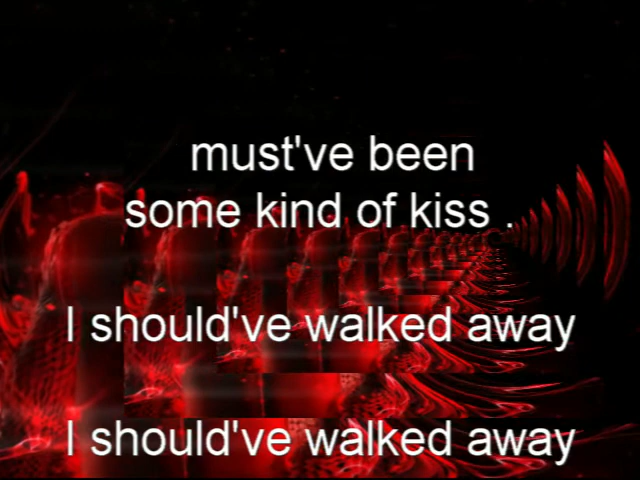 must've been
some kind of kiss .
I should've walked away
I should've walked away